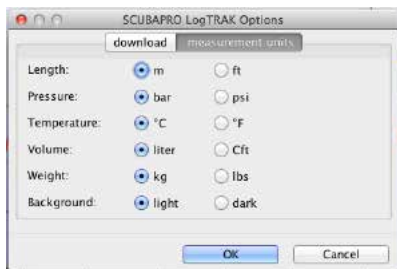 SCUBAPRO LogTRAK Options
download measurement units
Length: m ft
Pressure: bar psi
Temperature: °C °F
Volume: liter Cft
Weight: kg lbs
Background: light dark
OK Cancel